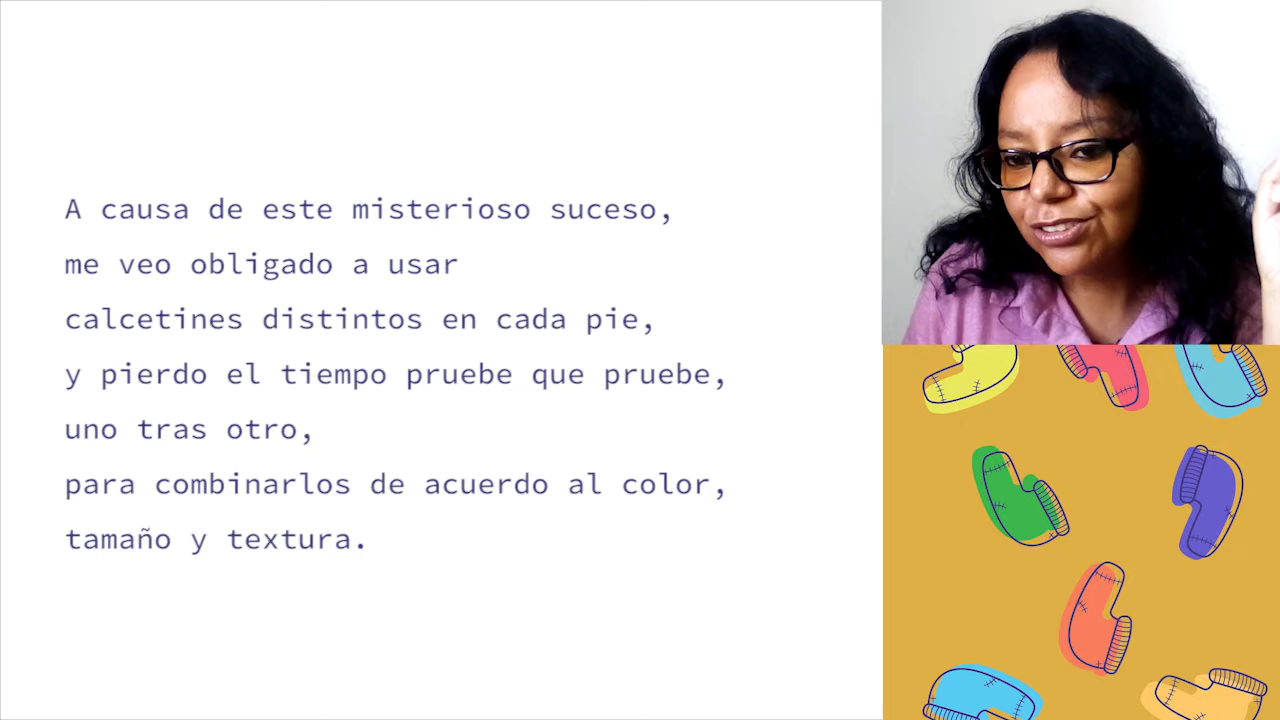 A causa de este misterioso suceso,
me veo obligado a usar
calcetines distintos en cada pie,
y pierdo el tiempo pruebe que pruebe,
uno tras otro,
para combinarlos de acuerdo al color,
tamaño y textura.